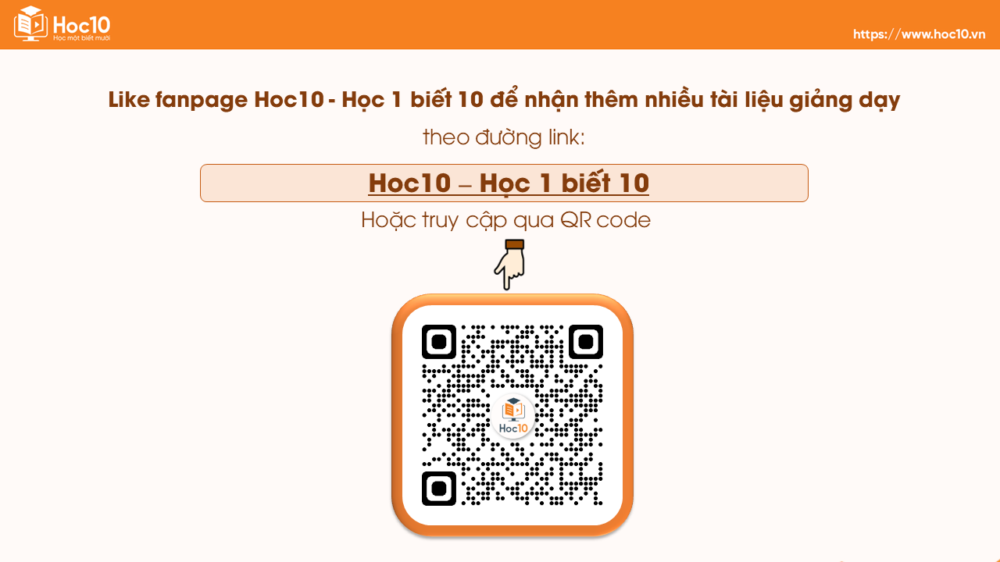 Hoc10
Học một biết mười
https://www.hoc10.vn
Like fanpage Hoc10 - Học 1 biết 10 để nhận thêm nhiều tài liệu giảng dạy
theo đường link:
Hoc10 – Học 1 biết 10
Hoặc truy cập qua QR code
Hoc10